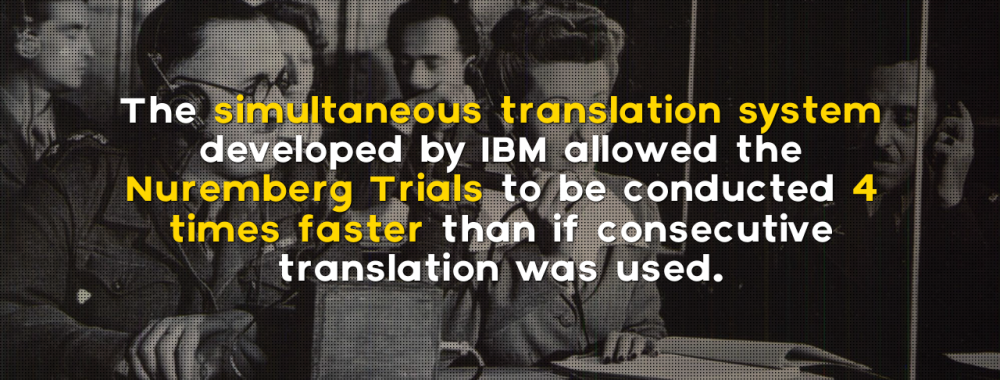 The simultaneous translation system
developed by IBM allowed the
Nuremberg Trials to be conducted 4
times faster than if consecutive
translation was used.